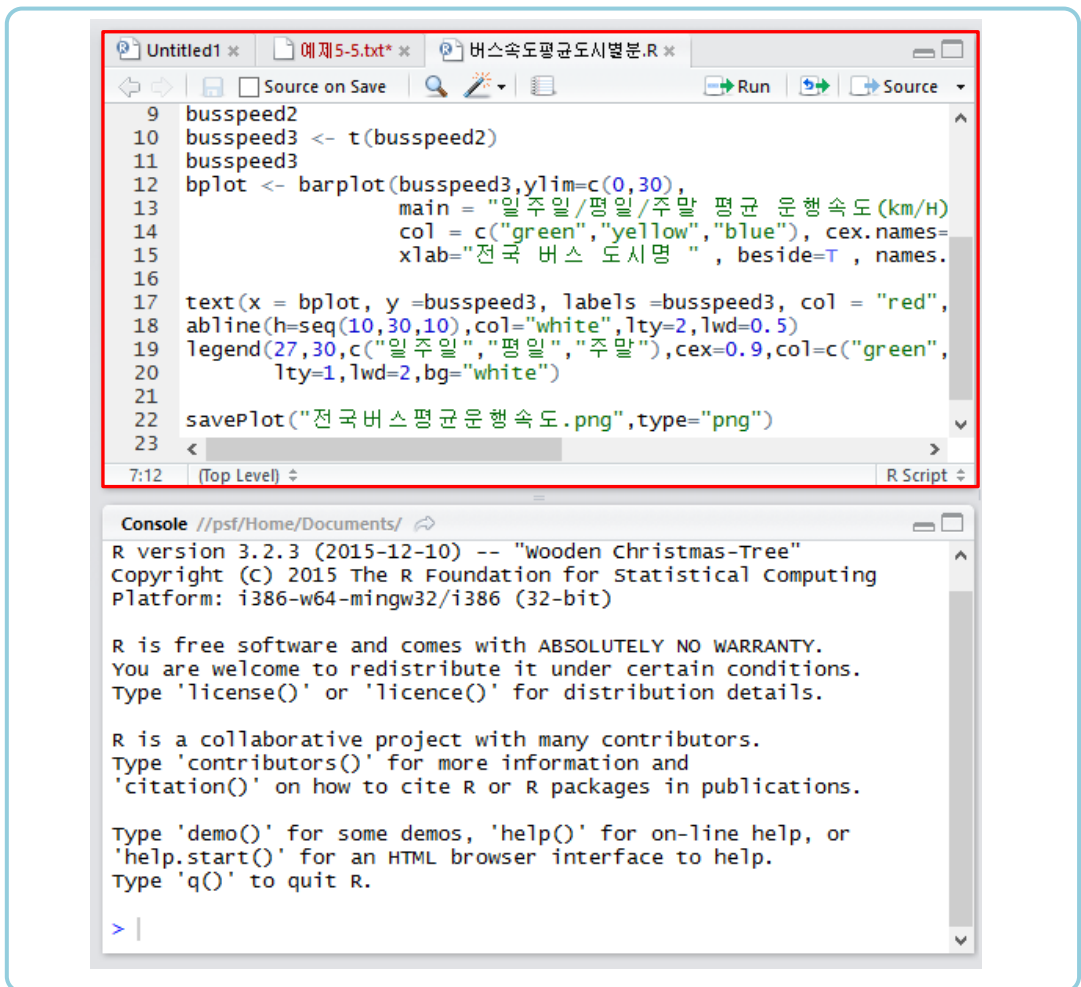 Untitled1 예제5-5.txt* 버스속도평균도시별분.R
Source on Save Run Source
9 busspeed2
10 busspeed3 <- t(busspeed2)
11 busspeed3
12 bplot <- barplot(busspeed3,ylim=c(0,30),
13 main = "일주일/평일/주말 평균 운행속도(km/H)
14 col = c("green","yellow","blue"), cex.names=
15 xlab="전국 버스 도시명 " , beside=T , names.
16
17 text(x = bplot, y =busspeed3, labels =busspeed3, col = "red",
18 abline(h=seq(10,30,10),col="white",lty=2,lwd=0.5)
19 legend(27,30,c("일주일","평일","주말"),cex=0.9,col=c("green",
20 lty=1,lwd=2,bg="white")
21
22 savePlot("전국버스평균운행속도.png",type="png")
23
7:12 (Top Level) R Script
Console //psf/Home/Documents/
R version 3.2.3 (2015-12-10) -- "Wooden Christmas-Tree"
Copyright (C) 2015 The R Foundation for Statistical Computing
Platform: i386-w64-mingw32/i386 (32-bit)
R is free software and comes with ABSOLUTELY NO WARRANTY.
You are welcome to redistribute it under certain conditions.
Type 'license()' or 'licence()' for distribution details.
R is a collaborative project with many contributors.
Type 'contributors()' for more information and
'citation()' on how to cite R or R packages in publications.
Type 'demo()' for some demos, 'help()' for on-line help, or
'help.start()' for an HTML browser interface to help.
Type 'q()' to quit R.
>